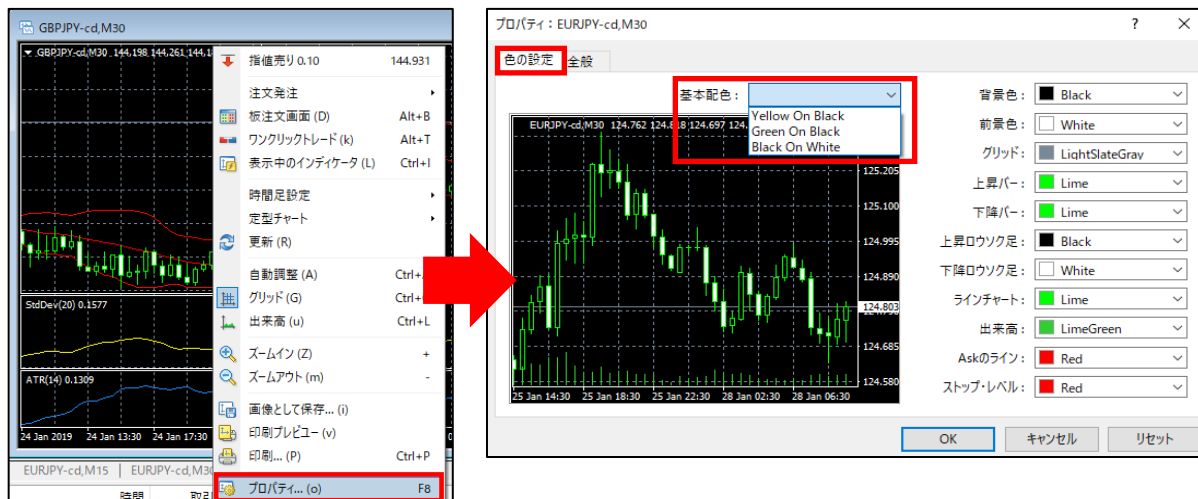 GBPJPY-cd,M30
GBPJPY-cd,M30 144.198 144.261 144.1
指値売り 0.10 144.931
注文発注
板注文画面 (D) Alt+B
ワンクリックトレード (k) Alt+T
表示中のインディケータ (L) Ctrl+I
時間足設定
定型チャート
更新 (R)
自動調整 (A) Ctrl+
グリッド (G) Ctrl+
出来高 (u) Ctrl+L
ズームイン (Z) +
ズームアウト (m) -
画像として保存... (i)
印刷プレビュー (v)
印刷... (P) Ctrl+P
プロパティ... (o) F8
StdDev(20) 0.1577
ATR(14) 0.1309
24 Jan 2019 24 Jan 13:30 24 Jan 17:30
EURJPY-cd,M15 EURJPY-cd,M30
時間
プロパティ：EURJPY-cd,M30 ? ×
色の設定 全般
基本配色：
Yellow On Black
Green On Black
Black On White
EURJPY-cd,M30 124.762 124.818 124.697 124.
125.205
125.100
124.995
124.890
124.803
124.685
124.580
25 Jan 14:30 25 Jan 18:30 25 Jan 22:30 28 Jan 02:30 28 Jan 06:30
背景色： Black
前景色： White
グリッド： LightSlateGray
上昇バー： Lime
下降バー： Lime
上昇ロウソク足： Black
下降ロウソク足： White
ラインチャート： Lime
出来高： LimeGreen
Askのライン： Red
ストップ・レベル： Red
OK キャンセル リセット